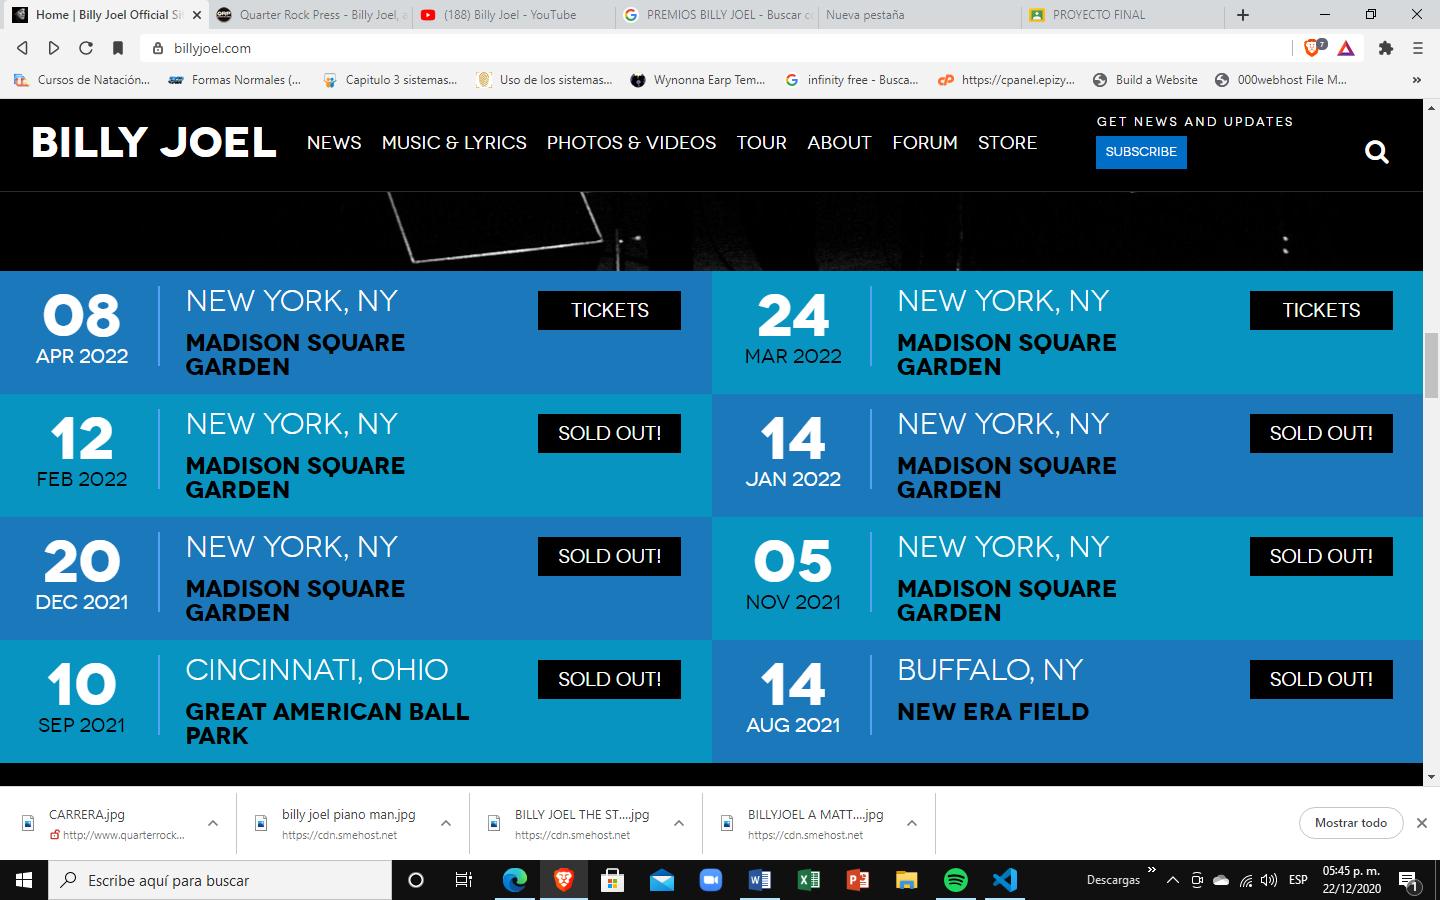 Home | Billy Joel Official Si
Quarter Rock Press - Billy Joel, a
(188) Billy Joel - YouTube
PREMIOS BILLY JOEL - Buscar co
Nueva pestaña
PROYECTO FINAL
billyjoel.com
7
Cursos de Natación...
Formas Normales (...
Capitulo 3 sistemas...
Uso de los sistemas...
Wynonna Earp Tem...
infinity free - Busca...
https://cpanel.epizy...
Build a Website
000webhost File M...
»
BILLY JOEL
NEWS
MUSIC & LYRICS
PHOTOS & VIDEOS
TOUR
ABOUT
FORUM
STORE
GET NEWS AND UPDATES
SUBSCRIBE
08
APR 2022
NEW YORK, NY
MADISON SQUARE
GARDEN
TICKETS
24
MAR 2022
NEW YORK, NY
MADISON SQUARE
GARDEN
TICKETS
12
FEB 2022
NEW YORK, NY
MADISON SQUARE
GARDEN
SOLD OUT!
14
JAN 2022
NEW YORK, NY
MADISON SQUARE
GARDEN
SOLD OUT!
20
DEC 2021
NEW YORK, NY
MADISON SQUARE
GARDEN
SOLD OUT!
05
NOV 2021
NEW YORK, NY
MADISON SQUARE
GARDEN
SOLD OUT!
10
SEP 2021
CINCINNATI, OHIO
GREAT AMERICAN BALL
PARK
SOLD OUT!
14
AUG 2021
BUFFALO, NY
NEW ERA FIELD
SOLD OUT!
CARRERA.jpg
http://www.quarterrock...
billy joel piano man.jpg
https://cdn.smehost.net
BILLY JOEL THE ST....jpg
https://cdn.smehost.net
BILLYJOEL A MATT....jpg
https://cdn.smehost.net
Mostrar todo
Escribe aquí para buscar
Descargas
»
ESP
05:45 p. m.
22/12/2020
1